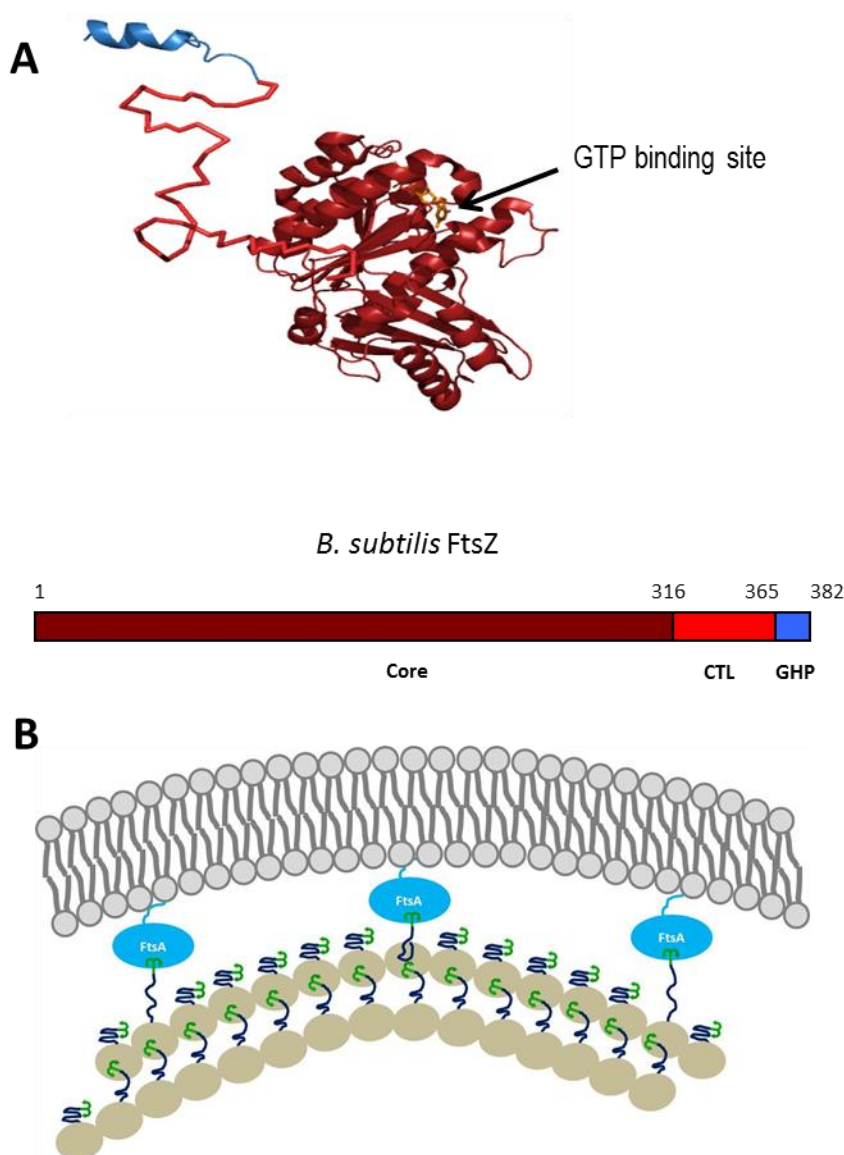 A
GTP binding site
B. subtilis FtsZ
1 316 365 382
Core CTL GHP
B
FtsA FtsA FtsA